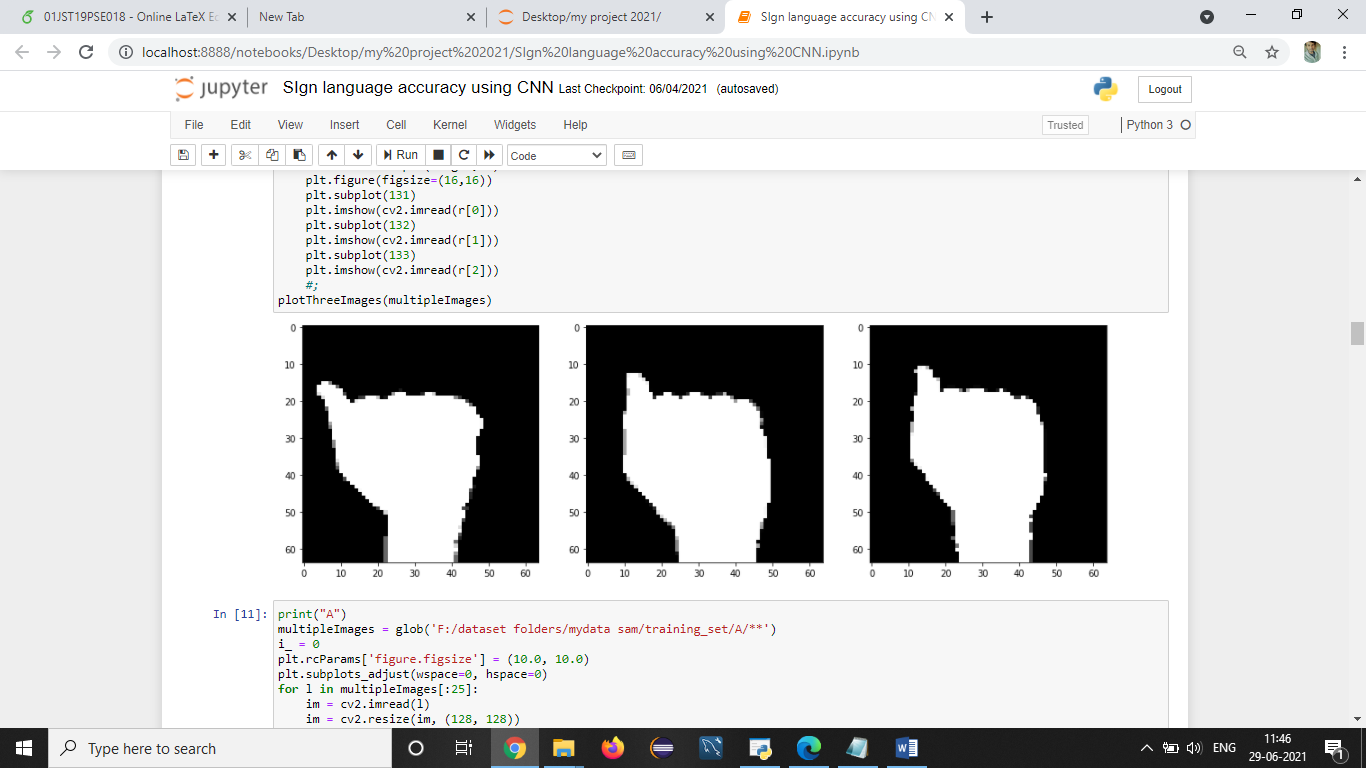 01JST19PSE018 - Online LaTeX Ec
New Tab
Desktop/my project 2021/
SIgn language accuracy using CN
localhost:8888/notebooks/Desktop/my%20project%202021/SIgn%20language%20accuracy%20using%20CNN.ipynb
jupyter SIgn language accuracy using CNN Last Checkpoint: 06/04/2021 (autosaved)
Logout
File Edit View Insert Cell Kernel Widgets Help
Trusted
Python 3
Run
Code
    plt.figure(figsize=(16,16))
    plt.subplot(131)
    plt.imshow(cv2.imread(r[0]))
    plt.subplot(132)
    plt.imshow(cv2.imread(r[1]))
    plt.subplot(133)
    plt.imshow(cv2.imread(r[2]))
    #;
plotThreeImages(multipleImages)
0
10
20
30
40
50
60
0 10 20 30 40 50 60
0
10
20
30
40
50
60
0 10 20 30 40 50 60
0
10
20
30
40
50
60
0 10 20 30 40 50 60
In [11]:
print("A")
multipleImages = glob('F:/dataset folders/mydata sam/training_set/A/**')
i_ = 0
plt.rcParams['figure.figsize'] = (10.0, 10.0)
plt.subplots_adjust(wspace=0, hspace=0)
for l in multipleImages[:25]:
    im = cv2.imread(l)
    im = cv2.resize(im, (128, 128))
Type here to search
ENG
11:46
29-06-2021
1